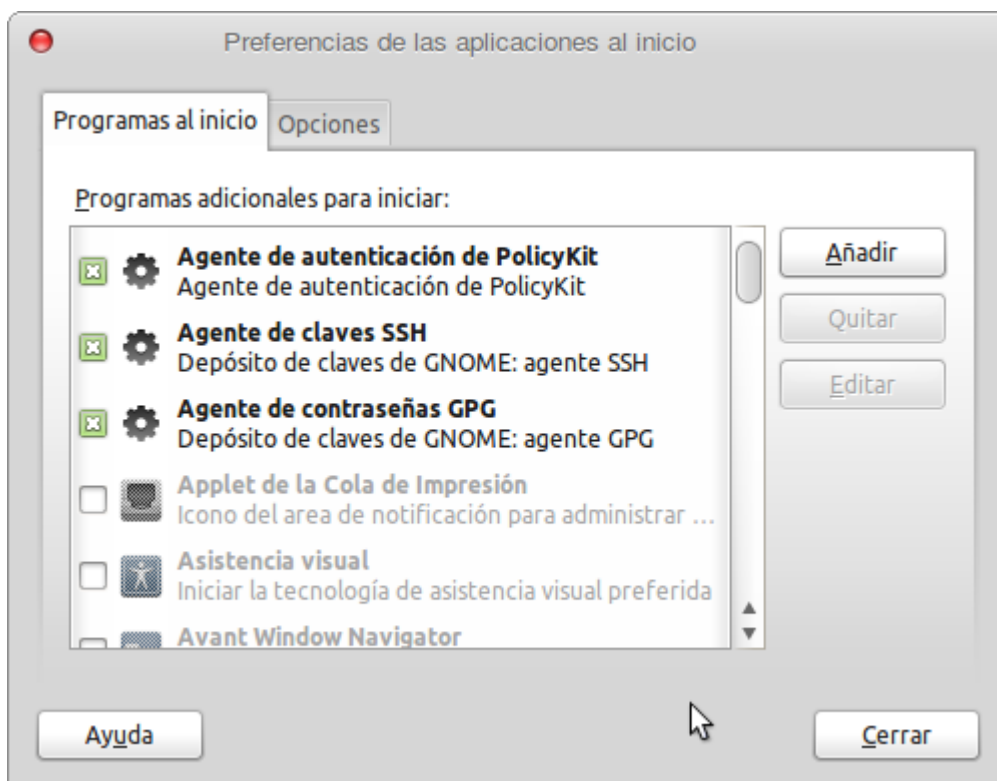 Preferencias de las aplicaciones al inicio
Programas al inicio
Opciones
Programas adicionales para iniciar:
Agente de autenticación de PolicyKit
Agente de autenticación de PolicyKit
Agente de claves SSH
Depósito de claves de GNOME: agente SSH
Agente de contraseñas GPG
Depósito de claves de GNOME: agente GPG
Applet de la Cola de Impresión
Icono del area de notificación para administrar ...
Asistencia visual
Iniciar la tecnología de asistencia visual preferida
Avant Window Navigator
Añadir
Quitar
Editar
Ayuda
Cerrar